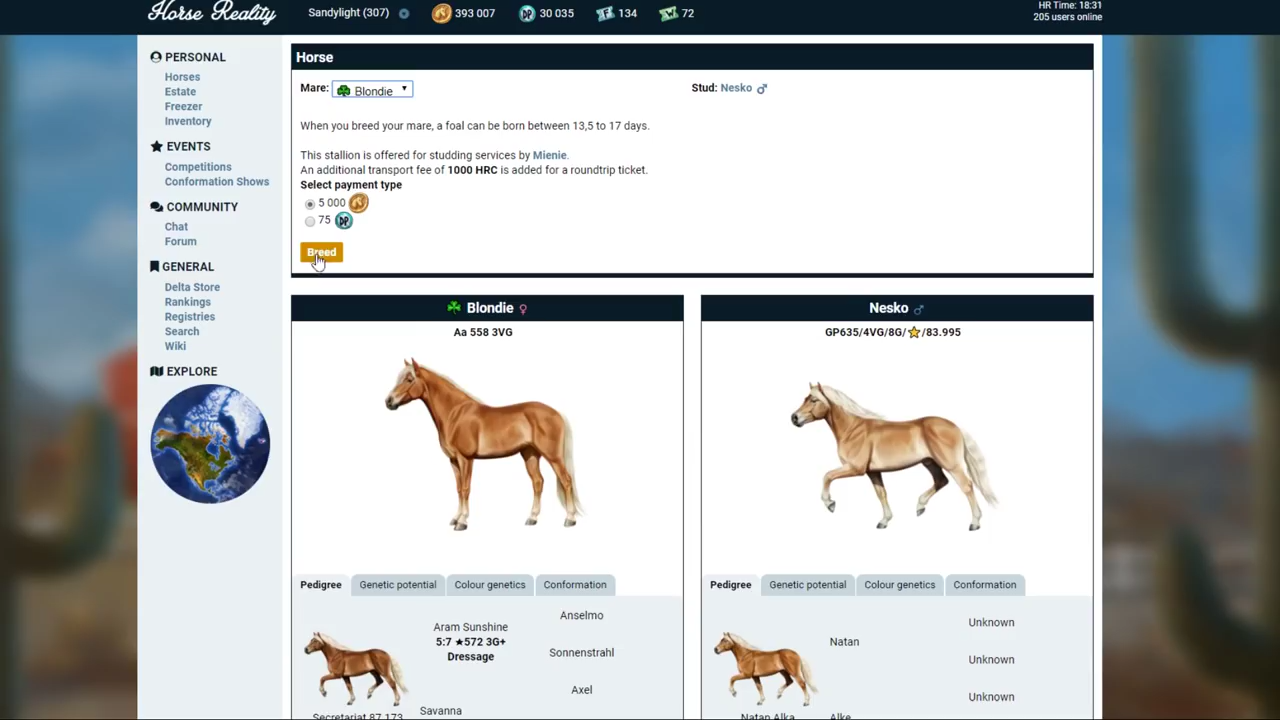 Horse Reality
Sandylight (307)
393 007
DP
30 035
134
72
HR Time: 18:31
205 users online
PERSONAL
Horses
Estate
Freezer
Inventory
EVENTS
Competitions
Conformation Shows
COMMUNITY
Chat
Forum
GENERAL
Delta Store
Rankings
Registries
Search
Wiki
EXPLORE
Horse
Mare: Blondie
Stud: Nesko ♂
When you breed your mare, a foal can be born between 13,5 to 17 days.
This stallion is offered for studding services by Mienie.
An additional transport fee of 1000 HRC is added for a roundtrip ticket.
Select payment type
5 000
75 DP
Breed
Blondie ♀
Aa 558 3VG
Pedigree
Genetic potential
Colour genetics
Conformation
Aram Sunshine
5:7 ★572 3G+
Dressage
Anselmo
Sonnenstrahl
Axel
Savanna
Secretariat 87.173
Nesko ♂
GP635/4VG/8G/⭐/83.995
Pedigree
Genetic potential
Colour genetics
Conformation
Natan
Unknown
Unknown
Unknown
Natan Alka
Alke